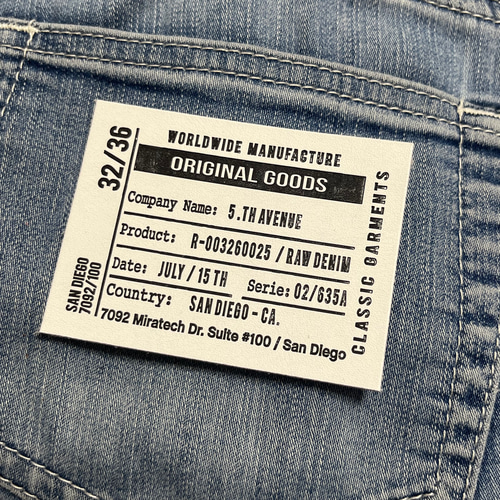 32/36
WORLDWIDE MANUFACTURE
ORIGINAL GOODS
Company Name: 5.TH AVENUE
Product: R-003260025 / RAW DENIM
Date: JULY / 15 TH Serie: 02/635A
Country: SAN DIEGO - CA.
7092 Miratech Dr. Suite #100 / San Diego
SAN DIEGO
7092/100
CLASSIC GARMENTS